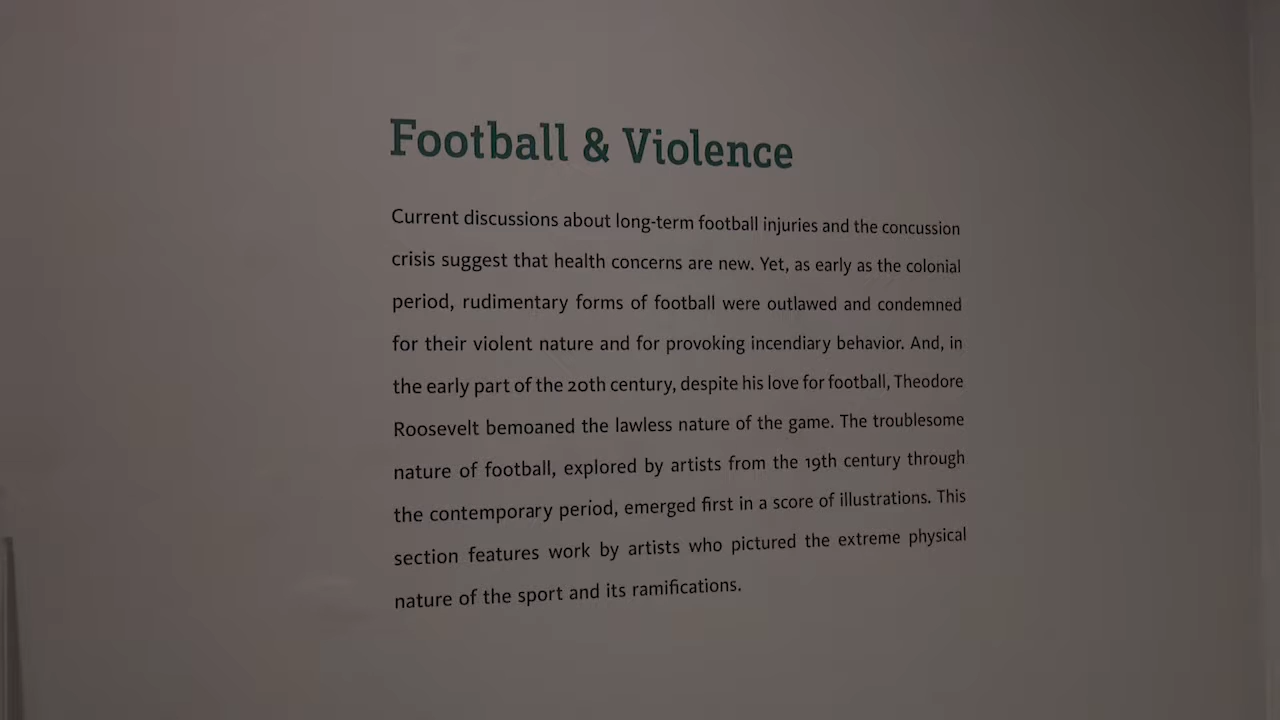 Football & Violence
Current discussions about long-term football injuries and the concussion
crisis suggest that health concerns are new. Yet, as early as the colonial
period, rudimentary forms of football were outlawed and condemned
for their violent nature and for provoking incendiary behavior. And, in
the early part of the 20th century, despite his love for football, Theodore
Roosevelt bemoaned the lawless nature of the game. The troublesome
nature of football, explored by artists from the 19th century through
the contemporary period, emerged first in a score of illustrations. This
section features work by artists who pictured the extreme physical
nature of the sport and its ramifications.